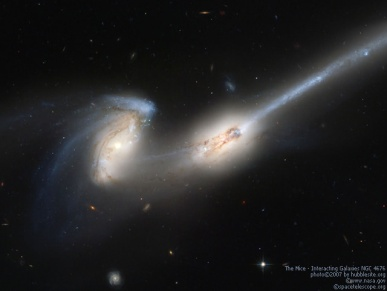 The Mice - Interacting Galaxies NGC 4676
photo©2007 by hubblesite.org
©www.nasa.gov
©spacetelescope.org